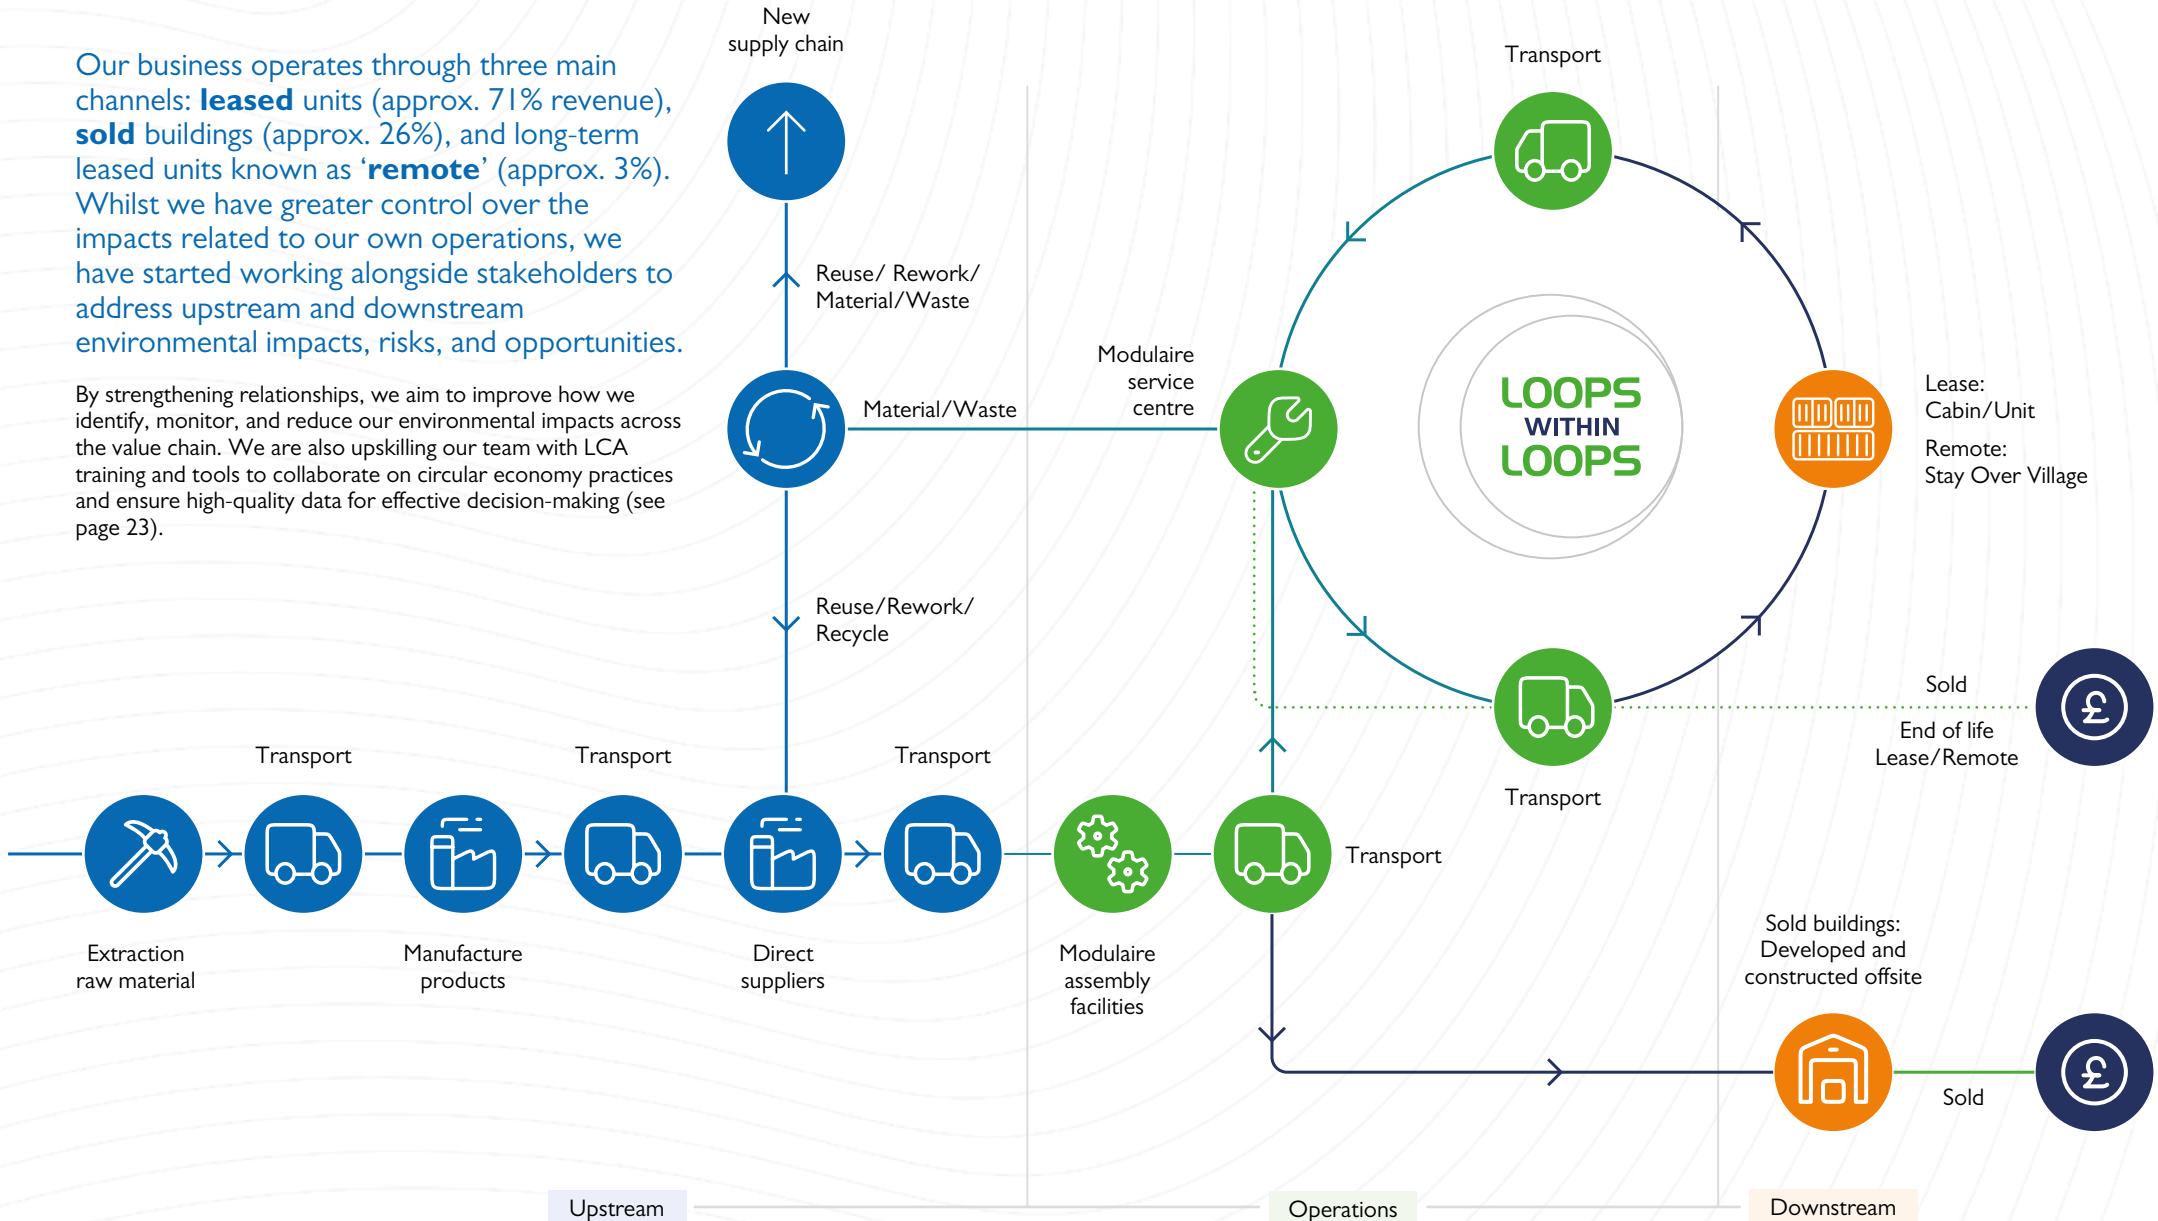 Our business operates through three main
channels: leased units (approx. 71% revenue),
sold buildings (approx. 26%), and long-term
leased units known as ‘remote’ (approx. 3%).
Whilst we have greater control over the
impacts related to our own operations, we
have started working alongside stakeholders to
address upstream and downstream
environmental impacts, risks, and opportunities.
By strengthening relationships, we aim to improve how we
identify, monitor, and reduce our environmental impacts across
the value chain. We are also upskilling our team with LCA
training and tools to collaborate on circular economy practices
and ensure high-quality data for effective decision-making (see
page 23).
New
supply chain
Reuse/ Rework/
Material/Waste
Material/Waste
Reuse/Rework/
Recycle
Modulaire
service
centre
Transport
LOOPS
WITHIN
LOOPS
Lease:
Cabin/Unit
Remote:
Stay Over Village
Sold
£
End of life
Lease/Remote
Transport
Transport
Transport
Transport
Transport
Extraction
raw material
Manufacture
products
Direct
suppliers
Modulaire
assembly
facilities
Sold buildings:
Developed and
constructed offsite
Sold
£
Upstream
Operations
Downstream